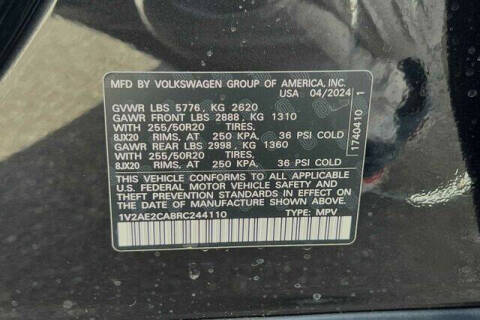 MFD BY VOLKSWAGEN GROUP OF AMERICA, INC.
USA 04/2024
GVWR LBS 5776, KG 2620
GAWR FRONT LBS 2888, KG 1310
WITH 255/50R20 TIRES,
8JX20 RIMS, AT 250 KPA, 36 PSI COLD
GAWR REAR LBS 2998, KG 1360
WITH 255/50R20 TIRES,
8JX20 RIMS, AT 250 KPA, 36 PSI COLD
THIS VEHICLE CONFORMS TO ALL APPLICABLE
U.S. FEDERAL MOTOR VEHICLE SAFETY AND
THEFT PREVENTION STANDARDS IN EFFECT ON THE
DATE OF MANUFACTURE SHOWN ABOVE.
1V2AE2CA8RC244110 TYPE: MPV
1740410 1